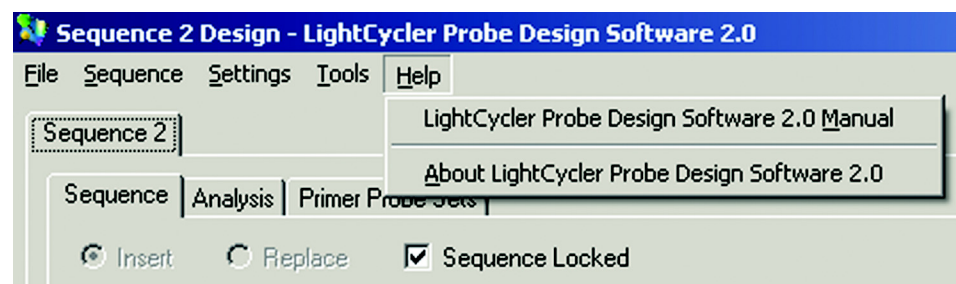 Sequence 2 Design - LightCycler Probe Design Software 2.0
File Sequence Settings Tools Help
LightCycler Probe Design Software 2.0 Manual
Sequence 2
About LightCycler Probe Design Software 2.0
Sequence Analysis Primer Probe Sets
Insert Replace Sequence Locked